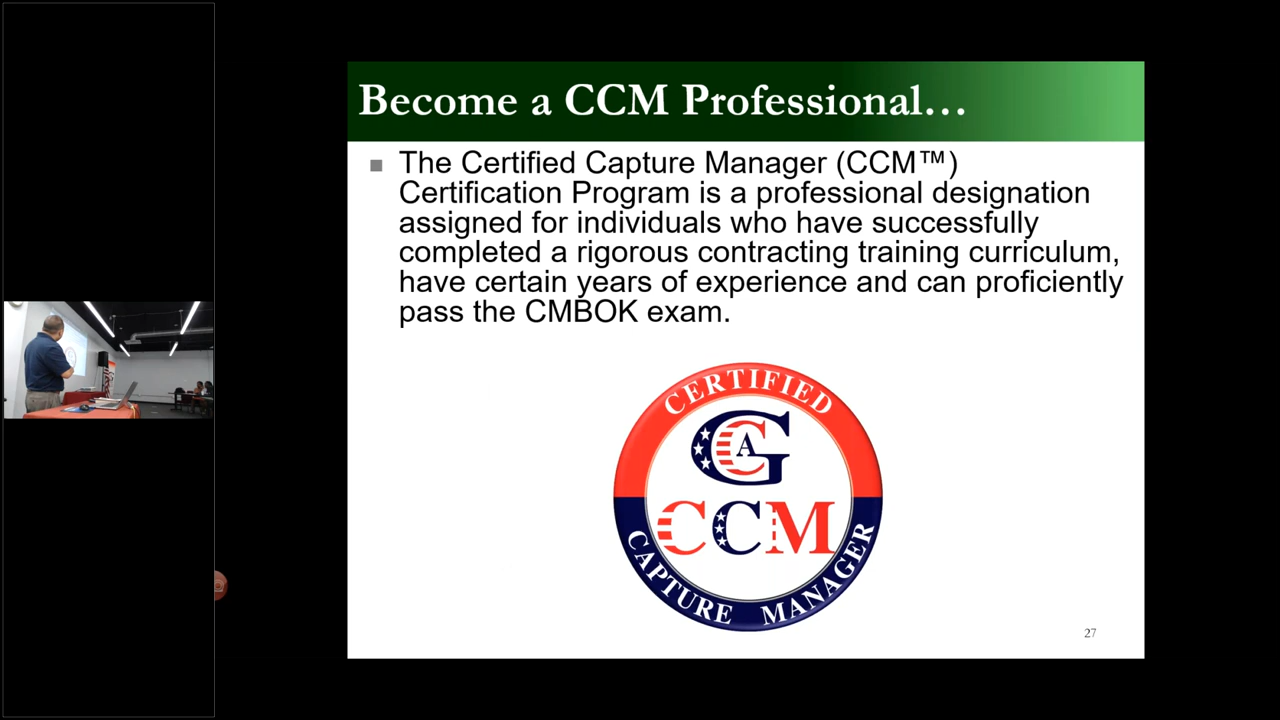 Become a CCM Professional…
■ The Certified Capture Manager (CCM™)
Certification Program is a professional designation
assigned for individuals who have successfully
completed a rigorous contracting training curriculum,
have certain years of experience and can proficiently
pass the CMBOK exam.
CERTIFIED
GCA
CCM
CAPTURE MANAGER
27